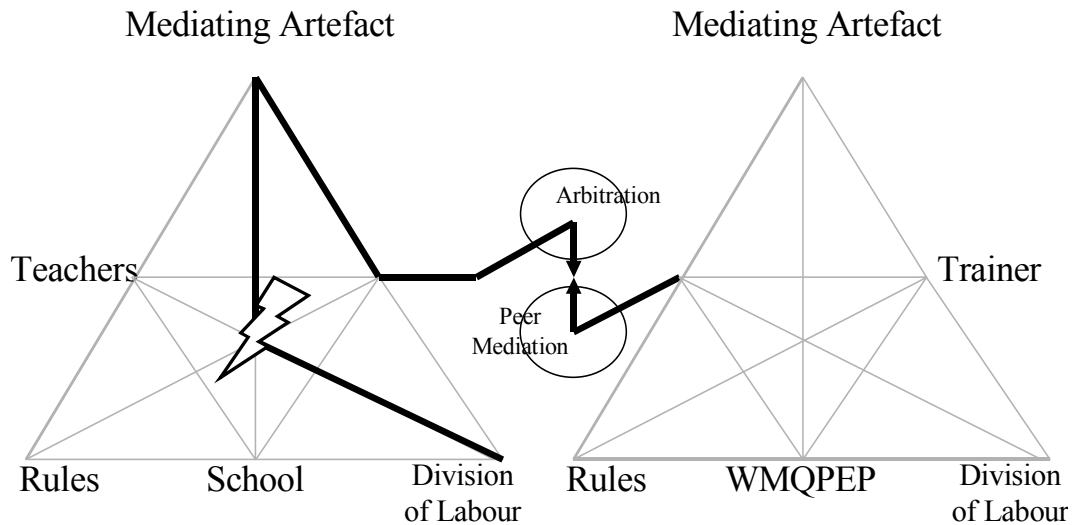 Mediating Artefact
Mediating Artefact
Arbitration
Teachers
Trainer
Peer
Mediation
Rules
School
Division
of Labour
Rules
WMQPEP
Division
of Labour